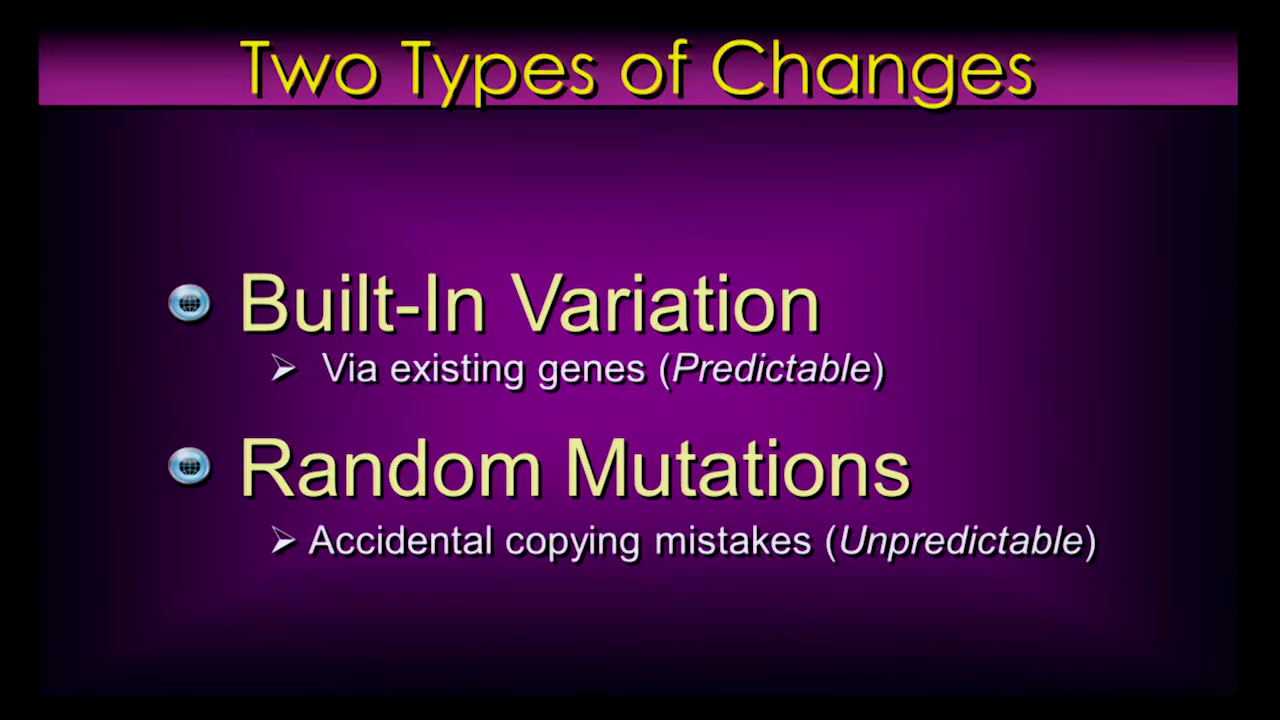 Two Types of Changes
Built-In Variation
Via existing genes (Predictable)
Random Mutations
Accidental copying mistakes (Unpredictable)